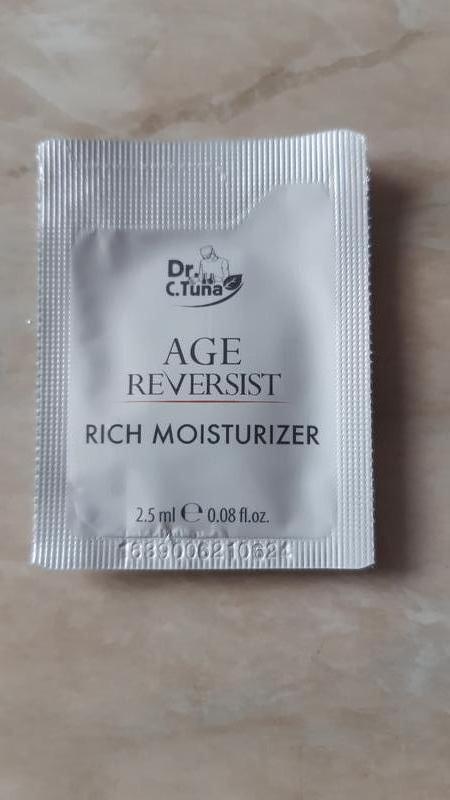 Dr.
C.Tuna
AGE
REVERSIST
RICH MOISTURIZER
2.5 ml ℮ 0.08 fl.oz.